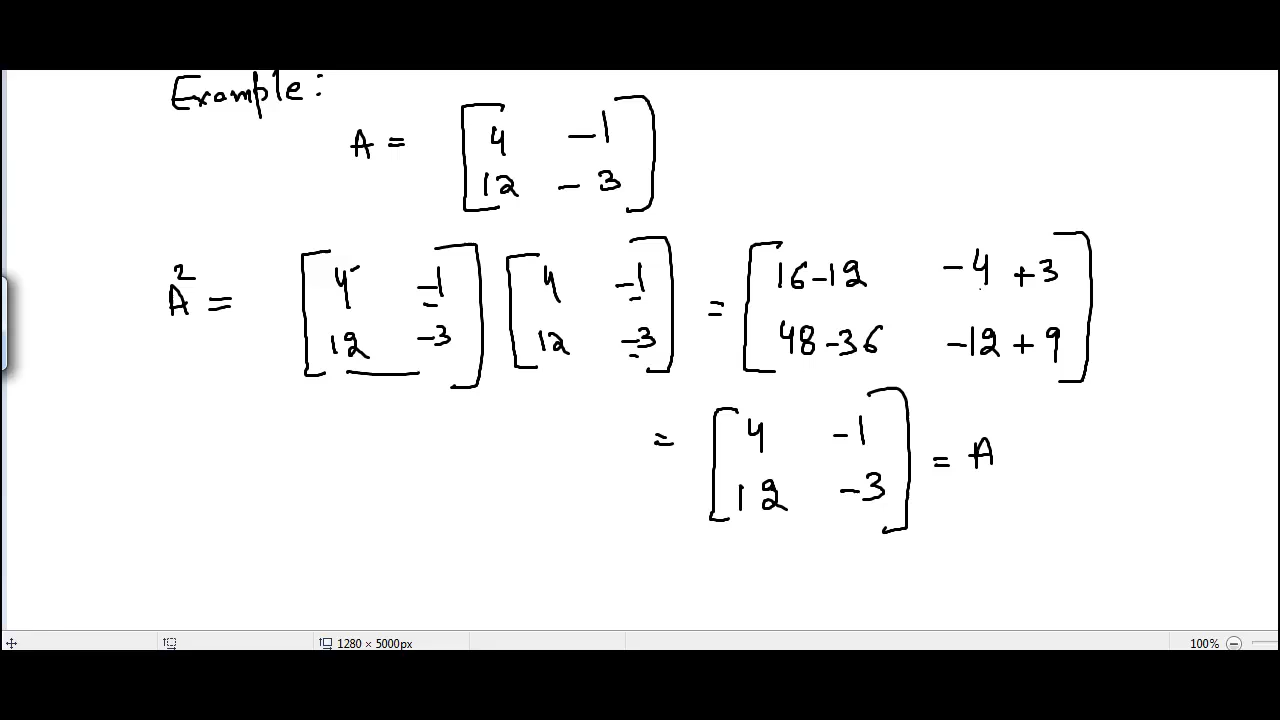 Example:
A = [ 4 -1
12 -3 ]
A² = [ 4 -1
12 -3 ] [ 4 -1
12 -3 ] = [ 16-12 -4+3
48-36 -12+9 ]
= [ 4 -1
12 -3 ] = A
1280 × 5000px 100%